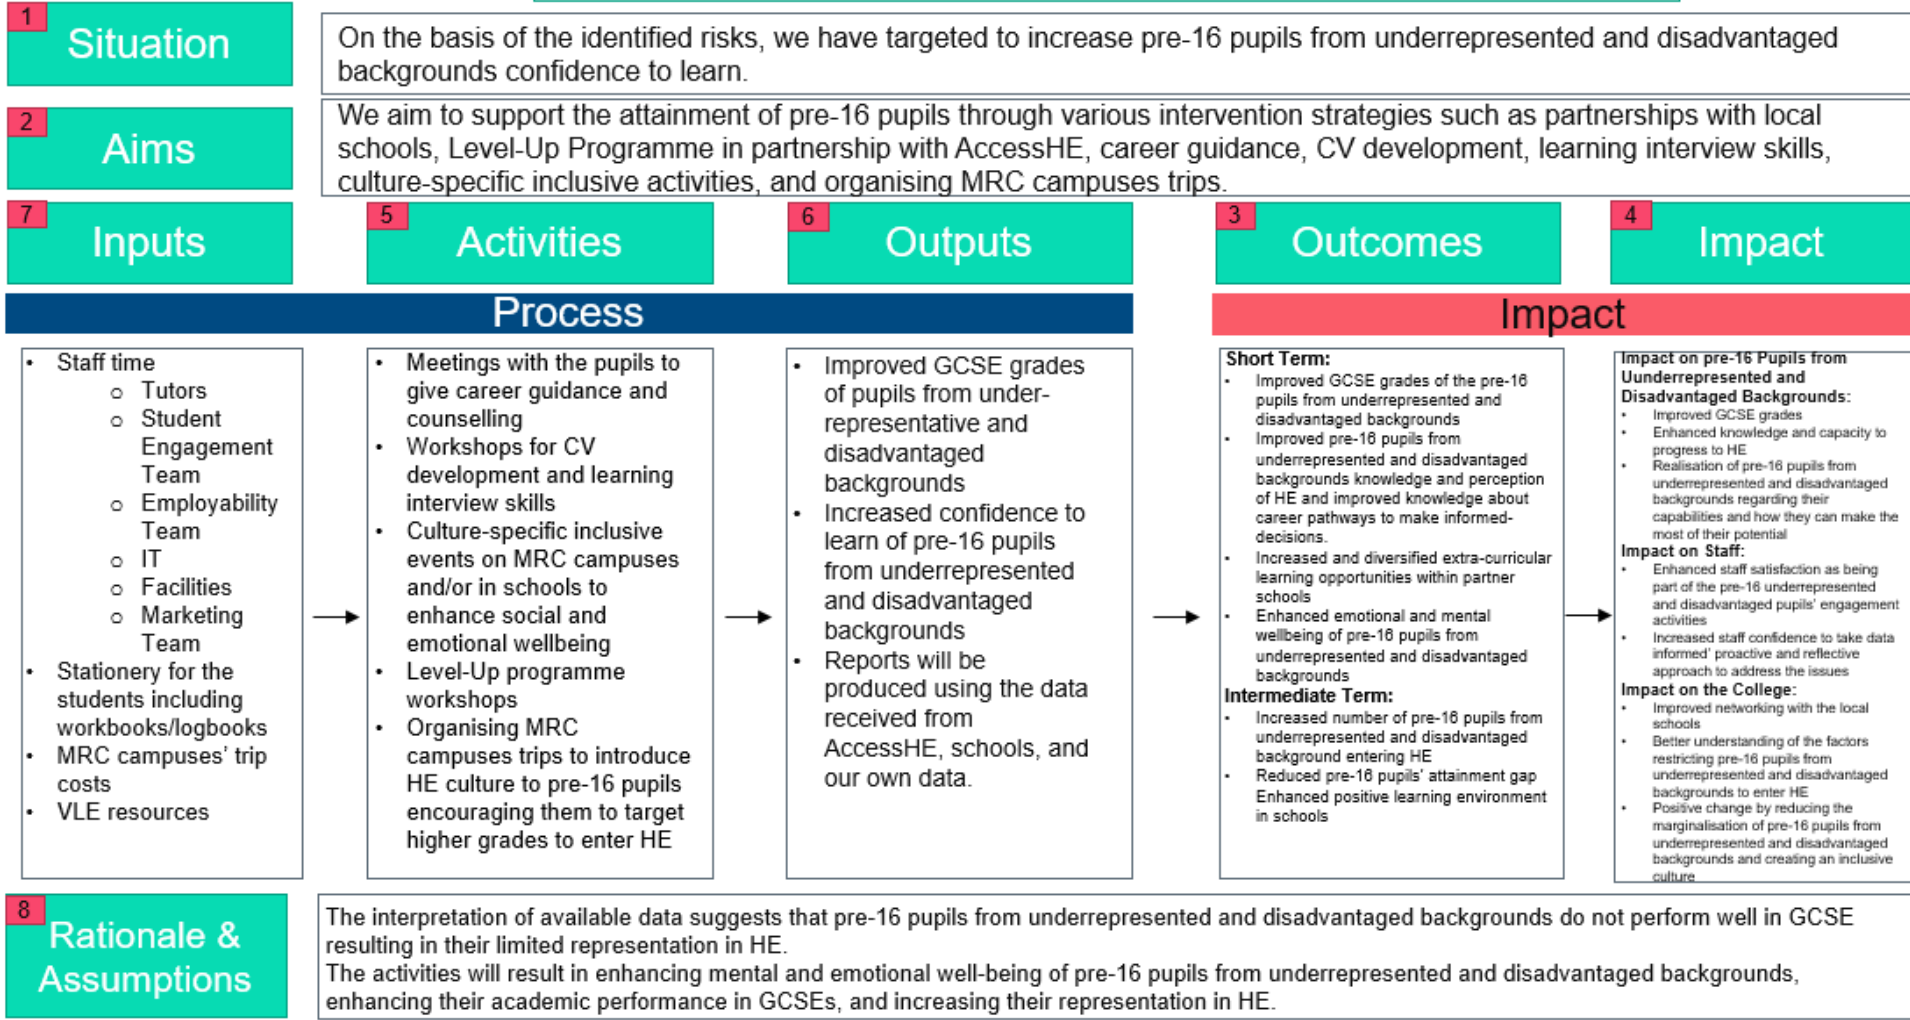 1
Situation
On the basis of the identified risks, we have targeted to increase pre-16 pupils from underrepresented and disadvantaged
backgrounds confidence to learn.
2
Aims
We aim to support the attainment of pre-16 pupils through various intervention strategies such as partnerships with local
schools, Level-Up Programme in partnership with AccessHE, career guidance, CV development, learning interview skills,
culture-specific inclusive activities, and organising MRC campuses trips.
7
Inputs
5
Activities
6
Outputs
3
Outcomes
4
Impact
Process
Impact
• Staff time
o Tutors
o Student
Engagement
Team
o Employability
Team
o IT
o Facilities
o Marketing
Team
• Stationery for the
students including
workbooks/logbooks
• MRC campuses' trip
costs
• VLE resources
• Meetings with the pupils to
give career guidance and
counselling
• Workshops for CV
development and learning
interview skills
• Culture-specific inclusive
events on MRC campuses
and/or in schools to
enhance social and
emotional wellbeing
• Level-Up programme
workshops
• Organising MRC
campuses trips to introduce
HE culture to pre-16 pupils
encouraging them to target
higher grades to enter HE
• Improved GCSE grades
of pupils from under-
representative and
disadvantaged
backgrounds
• Increased confidence to
learn of pre-16 pupils
from underrepresented
and disadvantaged
backgrounds
• Reports will be
produced using the data
received from
AccessHE, schools, and
our own data.
Short Term:
• Improved GCSE grades of the pre-16
pupils from underrepresented and
disadvantaged backgrounds
• Improved pre-16 pupils from
underrepresented and disadvantaged
backgrounds knowledge and perception
of HE and improved knowledge about
career pathways to make informed-
decisions.
• Increased and diversified extra-curricular
learning opportunities within partner
schools
• Enhanced emotional and mental
wellbeing of pre-16 pupils from
underrepresented and disadvantaged
backgrounds
Intermediate Term:
• Increased number of pre-16 pupils from
underrepresented and disadvantaged
background entering HE
• Reduced pre-16 pupils' attainment gap
Enhanced positive learning environment
in schools
Impact on pre-16 Pupils from
Uunderrepresented and
Disadvantaged Backgrounds:
• Improved GCSE grades
• Enhanced knowledge and capacity to
progress to HE
• Realisation of pre-16 pupils from
underrepresented and disadvantaged
backgrounds regarding their
capabilities and how they can make the
most of their potential
Impact on Staff:
• Enhanced staff satisfaction as being
part of the pre-16 underrepresented
and disadvantaged pupils' engagement
activities
• Increased staff confidence to take data
informed' proactive and reflective
approach to address the issues
Impact on the College:
• Improved networking with the local
schools
• Better understanding of the factors
restricting pre-16 pupils from
underrepresented and disadvantaged
backgrounds to enter HE
• Positive change by reducing the
marginalisation of pre-16 pupils from
underrepresented and disadvantaged
backgrounds and creating an inclusive
culture
8
Rationale &
Assumptions
The interpretation of available data suggests that pre-16 pupils from underrepresented and disadvantaged backgrounds do not perform well in GCSE
resulting in their limited representation in HE.
The activities will result in enhancing mental and emotional well-being of pre-16 pupils from underrepresented and disadvantaged backgrounds,
enhancing their academic performance in GCSEs, and increasing their representation in HE.